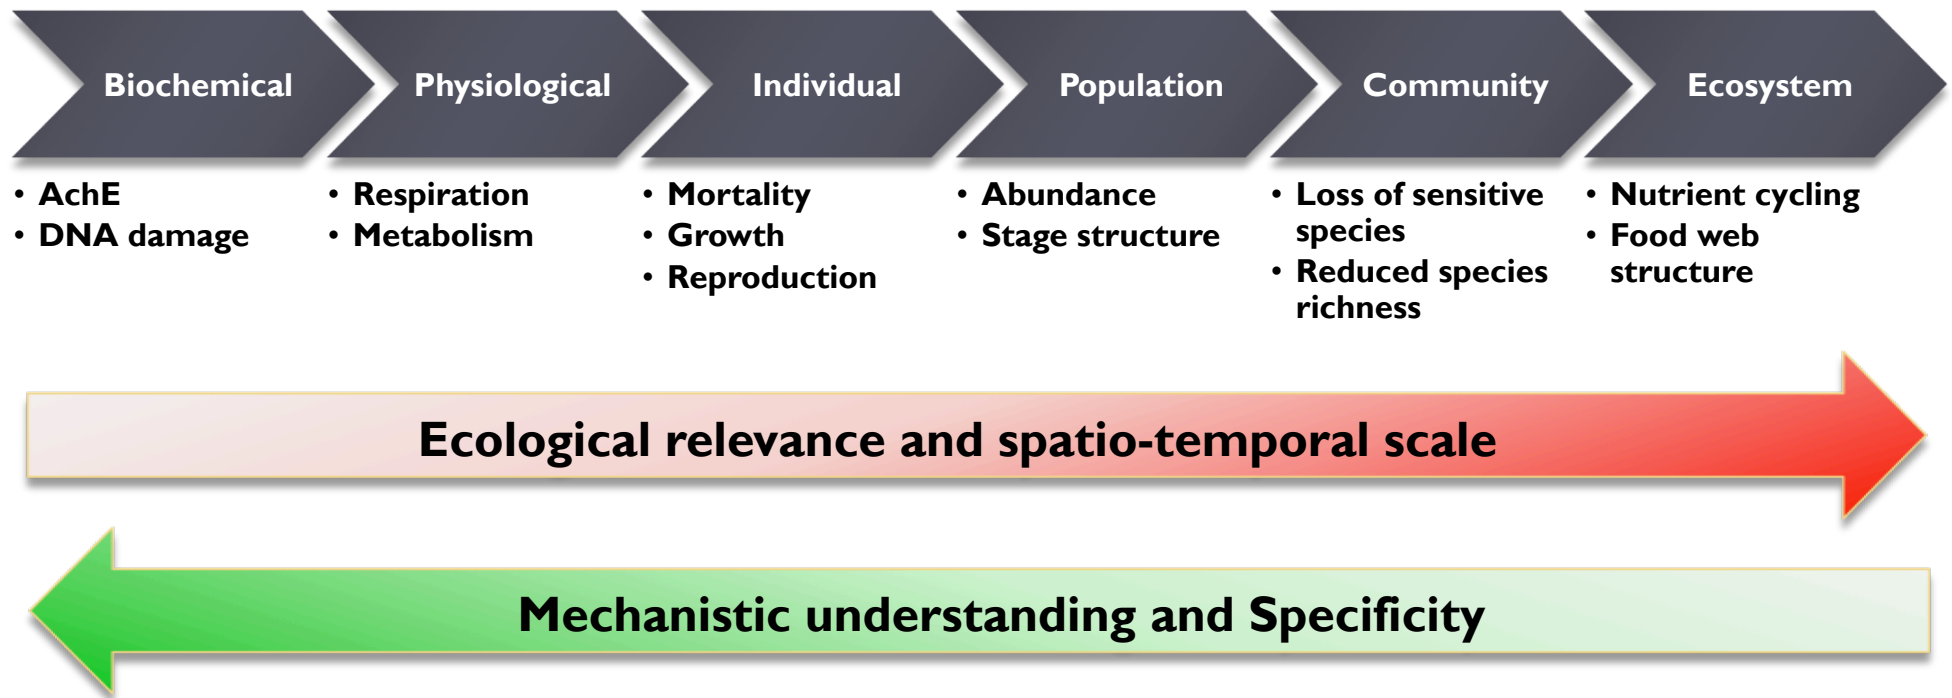 Biochemical
Physiological
Individual
Population
Community
Ecosystem
• AchE
• DNA damage
• Respiration
• Metabolism
• Mortality
• Growth
• Reproduction
• Abundance
• Stage structure
• Loss of sensitive
species
• Reduced species
richness
• Nutrient cycling
• Food web
structure
Ecological relevance and spatio-temporal scale
Mechanistic understanding and Specificity